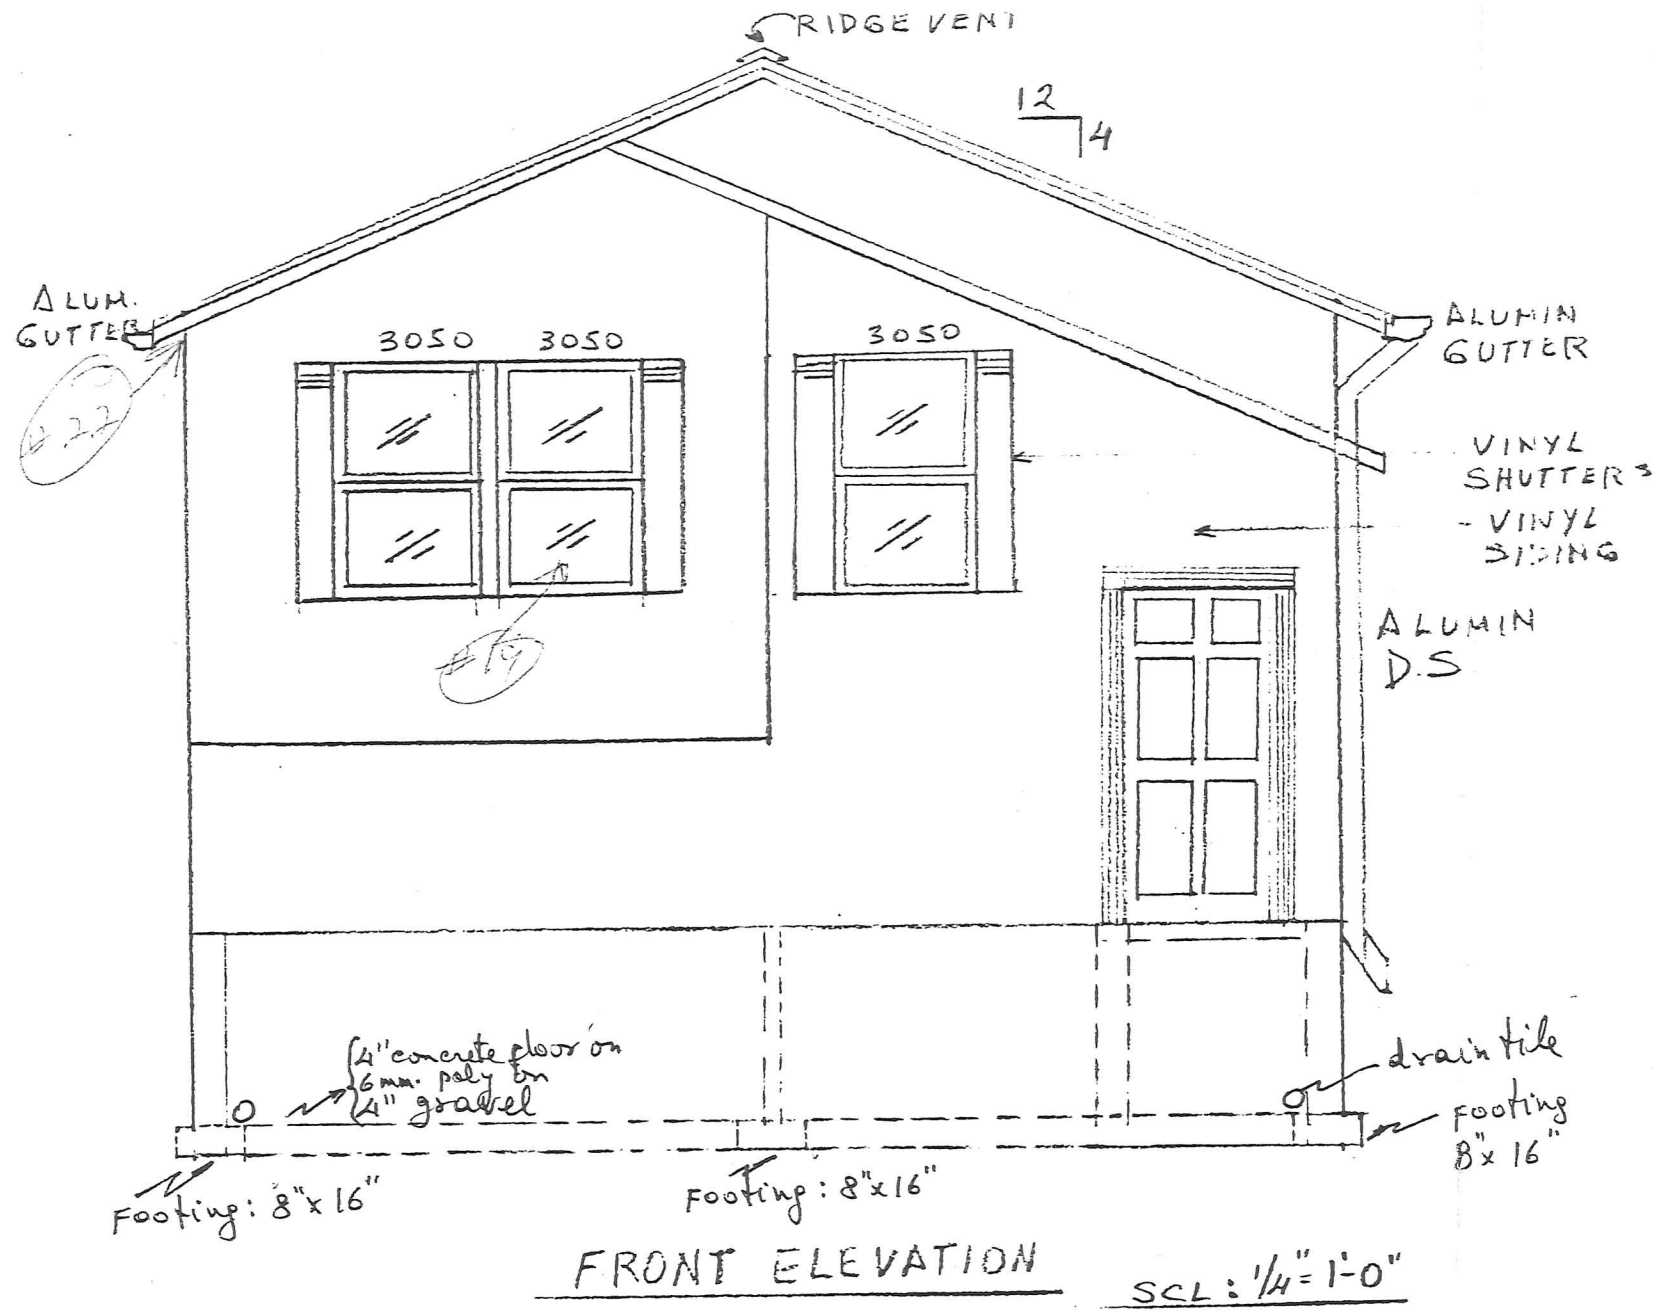 RIDGE VENT
12
4
ALUM.
GUTTER
3050
3050
3050
ALUMIN
GUTTER
#22
VINYL
SHUTTERS
VINYL
SIDING
#19
ALUMIN
D.S
4" concrete floor on
6 mm. poly on
4" gravel
drain tile
Footing
8"x 16"
Footing: 8"x 16"
Footing: 8"x16"
FRONT ELEVATION
SCL: 1/4"=1'-0"